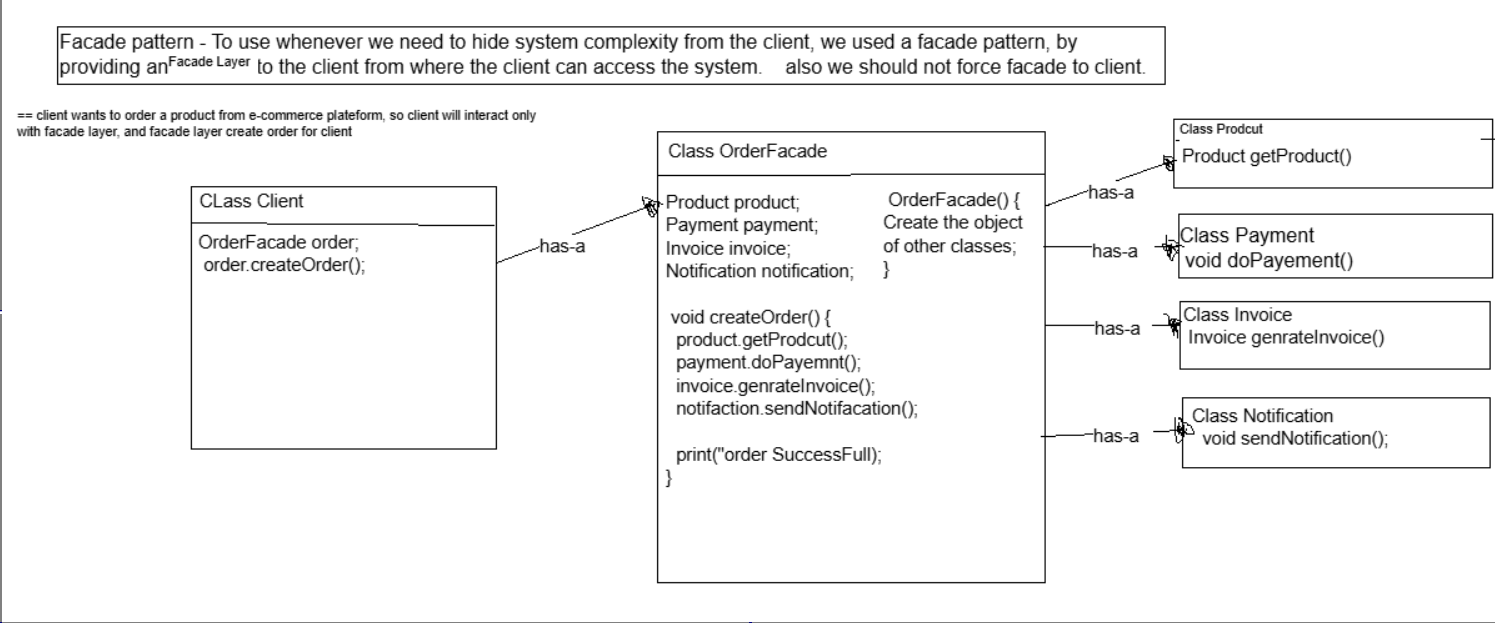 Facade pattern - To use whenever we need to hide system complexity from the client, we used a facade pattern, by
providing an Facade Layer to the client from where the client can access the system. also we should not force facade to client.
== client wants to order a product from e-commerce plateform, so client will interact only
with facade layer, and facade layer create order for client
CLass Client
OrderFacade order;
order.createOrder();
has-a
Class OrderFacade
Product product;
Payment payment;
Invoice invoice;
Notification notification;
OrderFacade() {
Create the object
of other classes;
}
void createOrder() {
product.getProdcut();
payment.doPayemnt();
invoice.genrateInvoice();
notifaction.sendNotifacation();
print("order SuccessFull);
}
has-a
Class Prodcut
Product getProduct()
has-a
Class Payment
void doPayement()
has-a
Class Invoice
Invoice genrateInvoice()
has-a
Class Notification
void sendNotification();